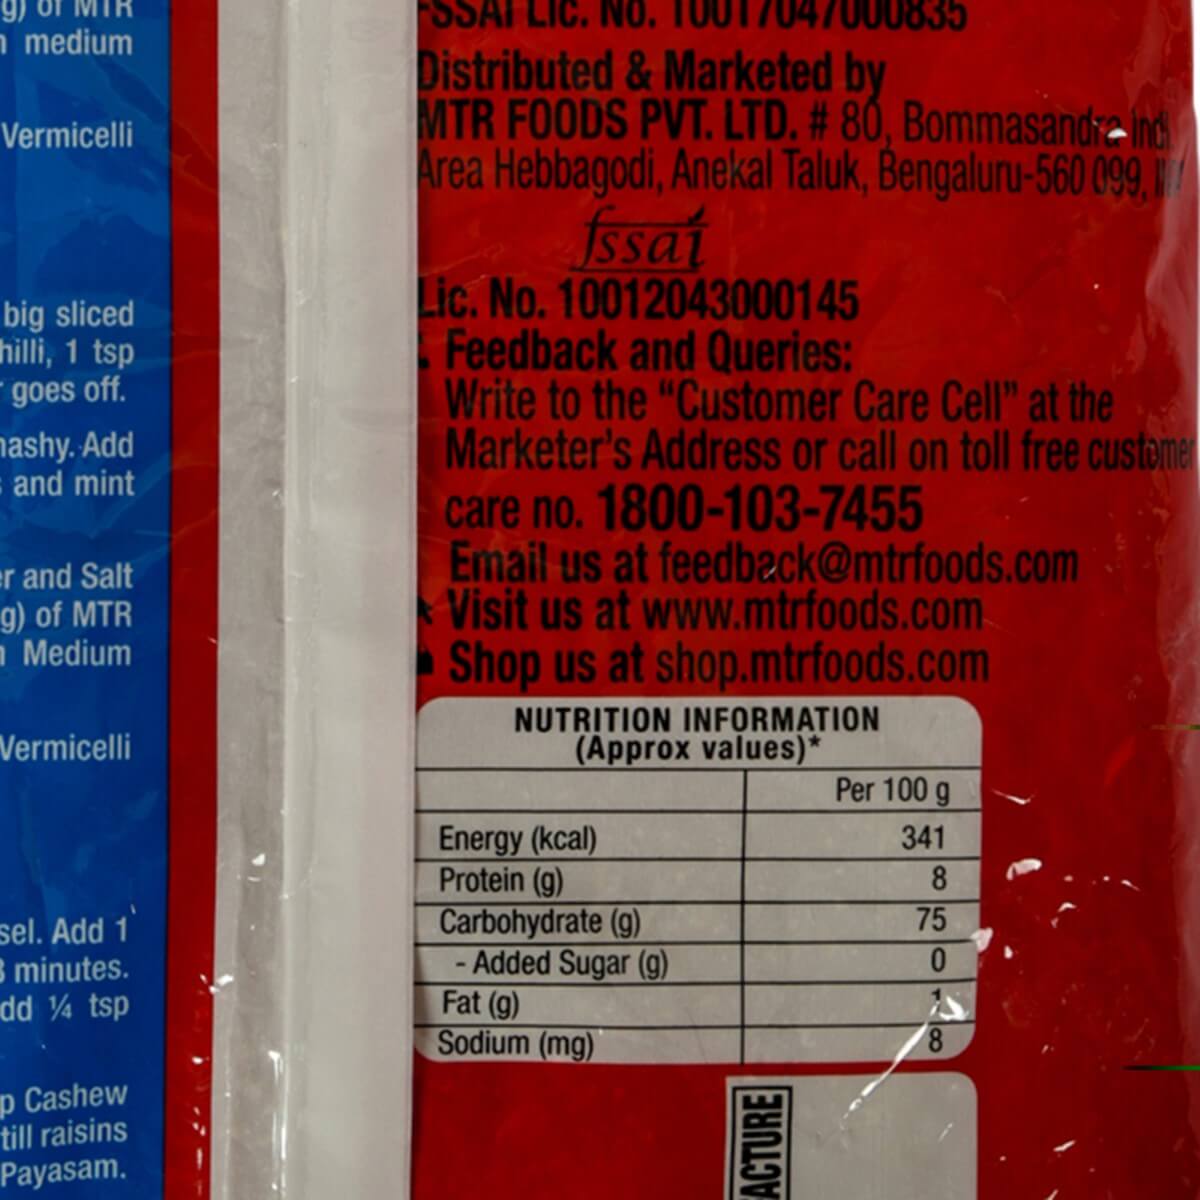 g) of MTR
medium
Vermicelli
big sliced
hilli, 1 tsp
goes off.
ashy. Add
and mint
er and Salt
g) of MTR
Medium
Vermicelli
sel. Add 1
3 minutes.
dd ¼ tsp
p Cashew
till raisins
Payasam.
FSSAI Lic. No. 10017047000835
Distributed & Marketed by
MTR FOODS PVT. LTD. # 80, Bommasandra Indl.
Area Hebbagodi, Anekal Taluk, Bengaluru-560 099,
fssai
Lic. No. 10012043000145
Feedback and Queries:
Write to the “Customer Care Cell” at the
Marketer’s Address or call on toll free customer
care no. 1800-103-7455
Email us at feedback@mtrfoods.com
Visit us at www.mtrfoods.com
Shop us at shop.mtrfoods.com
NUTRITION INFORMATION
(Approx values)*
Per 100 g
Energy (kcal) 341
Protein (g) 8
Carbohydrate (g) 75
- Added Sugar (g) 0
Fat (g) 1
Sodium (mg) 8
ACTURE